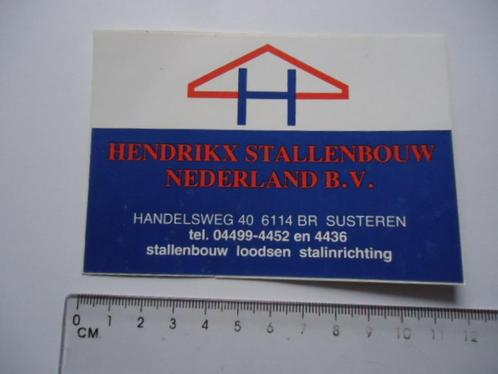 H
HENDRIKX STALLENBOUW
NEDERLAND B.V.
HANDELSWEG 40 6114 BR SUSTEREN
tel. 04499-4452 en 4436
stallenbouw loodsen stalinrichting
0 1 2 3 4 5 6 7 8 9 10 11 12
CM.